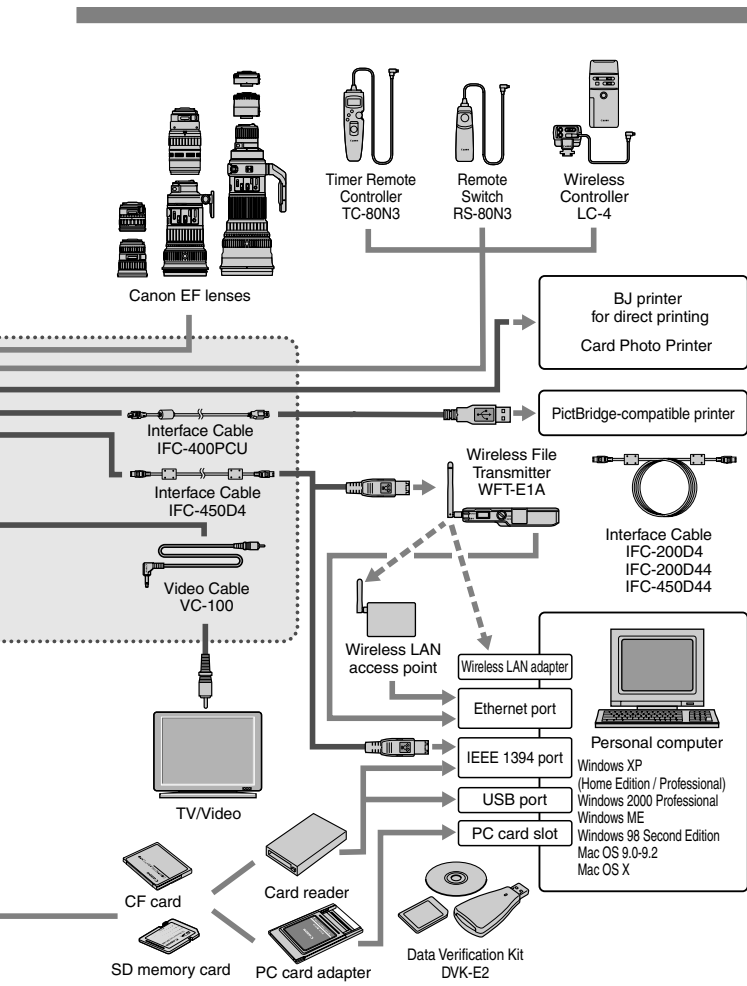 Timer Remote
Controller
TC-80N3
Remote
Switch
RS-80N3
Wireless
Controller
LC-4
Canon EF lenses
BJ printer
for direct printing
Card Photo Printer
Interface Cable
IFC-400PCU
PictBridge-compatible printer
Interface Cable
IFC-450D4
Wireless File
Transmitter
WFT-E1A
Interface Cable
IFC-200D4
IFC-200D44
IFC-450D44
Video Cable
VC-100
Wireless LAN
access point
Wireless LAN adapter
Ethernet port
IEEE 1394 port
USB port
PC card slot
Personal computer
Windows XP
(Home Edition / Professional)
Windows 2000 Professional
Windows ME
Windows 98 Second Edition
Mac OS 9.0-9.2
Mac OS X
TV/Video
CF card
Card reader
SD memory card
PC card adapter
Data Verification Kit
DVK-E2